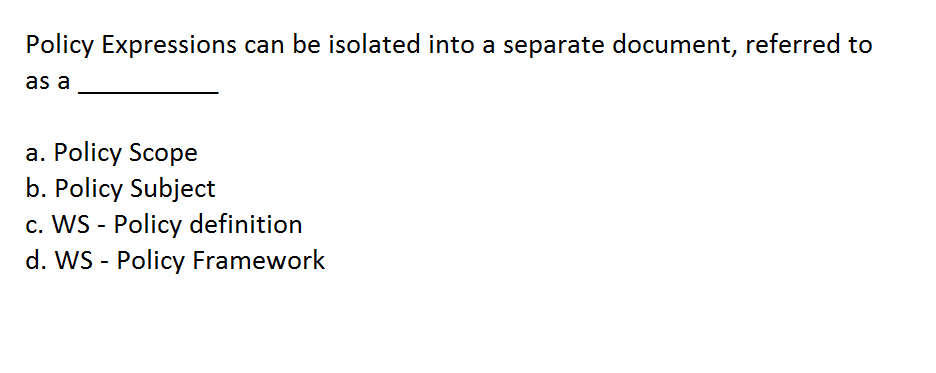 Policy Expressions can be isolated into a separate document, referred to
as a __________
a. Policy Scope
b. Policy Subject
c. WS - Policy definition
d. WS - Policy Framework